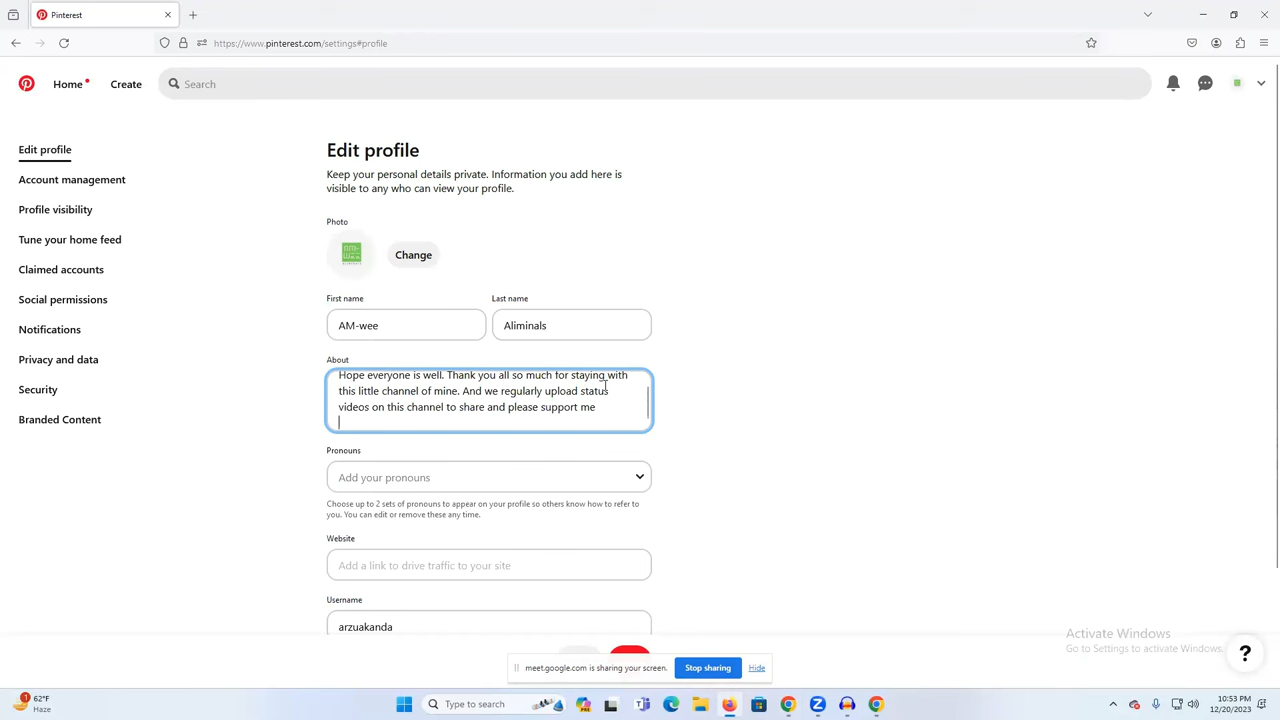 Pinterest
https://www.pinterest.com/settings#profile
Home
Create
Search
Edit profile
Account management
Profile visibility
Tune your home feed
Claimed accounts
Social permissions
Notifications
Privacy and data
Security
Branded Content
Edit profile
Keep your personal details private. Information you add here is
visible to any who can view your profile.
Photo
Change
First name
Last name
AM-wee
Aliminals
About
Hope everyone is well. Thank you all so much for staying with
this little channel of mine. And we regularly upload status
videos on this channel to share and please support me
Pronouns
Add your pronouns
Choose up to 2 sets of pronouns to appear on your profile so others know how to refer to
you. You can edit or remove these any time.
Website
Add a link to drive traffic to your site
Username
arzuakanda
Activate Windows
Go to Settings to activate Windows.
?
meet.google.com is sharing your screen.
Stop sharing
Hide
62°F
Haze
Type to search
10:53 PM
12/20/2023